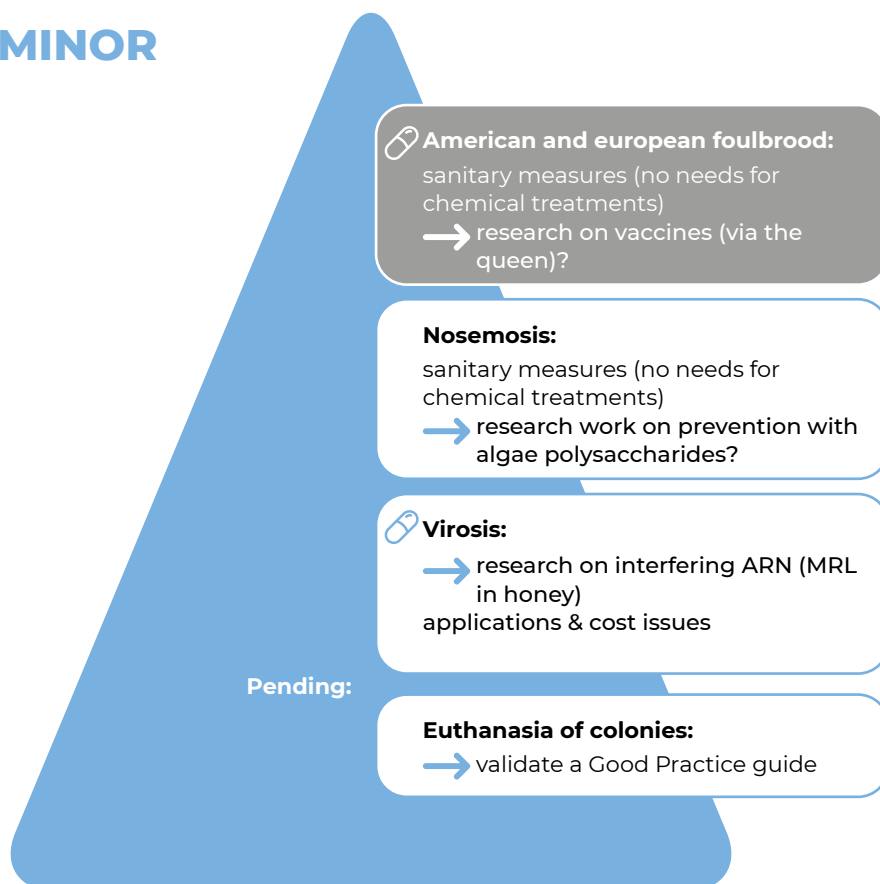 MINOR
American and european foulbrood:
sanitary measures (no needs for
chemical treatments)
research on vaccines (via the
queen)?
Nosemosis:
sanitary measures (no needs for
chemical treatments)
research work on prevention with
algae polysaccharides?
Virosis:
research on interfering ARN (MRL
in honey)
applications & cost issues
Pending:
Euthanasia of colonies:
validate a Good Practice guide